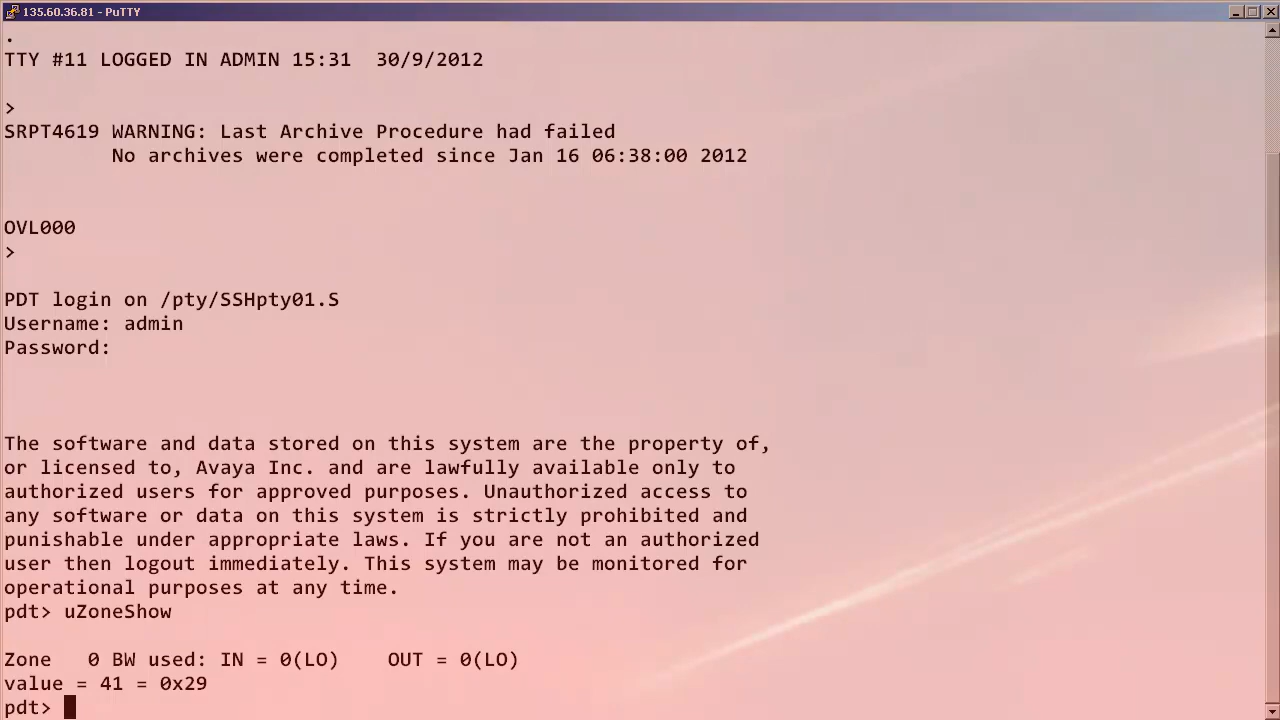 135.60.36.81 - PuTTY
.
TTY #11 LOGGED IN ADMIN 15:31  30/9/2012
>
SRPT4619 WARNING: Last Archive Procedure had failed
No archives were completed since Jan 16 06:38:00 2012
OVL000
>
PDT login on /pty/SSHpty01.S
Username: admin
Password:
The software and data stored on this system are the property of,
or licensed to, Avaya Inc. and are lawfully available only to
authorized users for approved purposes. Unauthorized access to
any software or data on this system is strictly prohibited and
punishable under appropriate laws. If you are not an authorized
user then logout immediately. This system may be monitored for
operational purposes at any time.
pdt> uZoneShow
Zone   0 BW used: IN = 0(LO)    OUT = 0(LO)
value = 41 = 0x29
pdt>